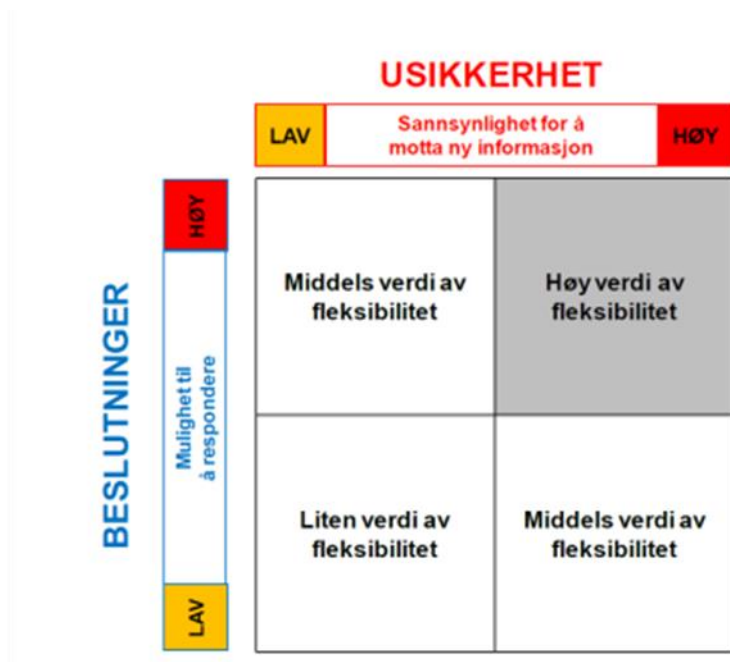 USIKKERHET
LAV
Sannsynlighet for å
motta ny informasjon
HØY
BESLUTNINGER
HØY
Mulighet til
å respondere
LAV
Middels verdi av
fleksibilitet
Høy verdi av
fleksibilitet
Liten verdi av
fleksibilitet
Middels verdi av
fleksibilitet